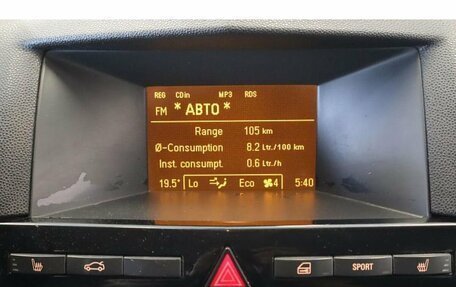 REG CDin MP3 RDS
FM * АВТО *
Range 105 km
Ø-Consumption 8.2 Ltr./100 km
Inst. consumpt. 0.6 Ltr./h
19.5° Lo Eco 4 5:40
SPORT